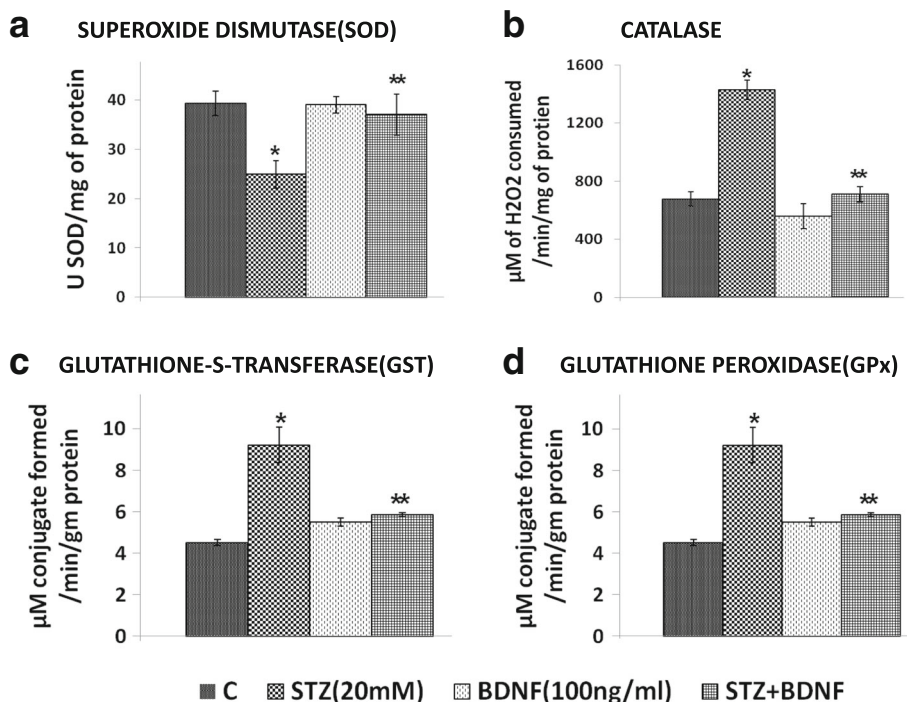 a SUPEROXIDE DISMUTASE(SOD)
U SOD/mg of protein
40
30
20
10
0
*
**
b CATALASE
µM of H2O2 consumed
/min/mg of protien
1600
1200
800
400
0
*
**
c GLUTATHIONE-S-TRANSFERASE(GST)
µM conjugate formed
/min/gm protein
10
8
6
4
2
0
*
**
d GLUTATHIONE PEROXIDASE(GPx)
µM conjugate formed
/min/gm protein
10
8
6
4
2
0
*
**
C STZ(20mM) BDNF(100ng/ml) STZ+BDNF